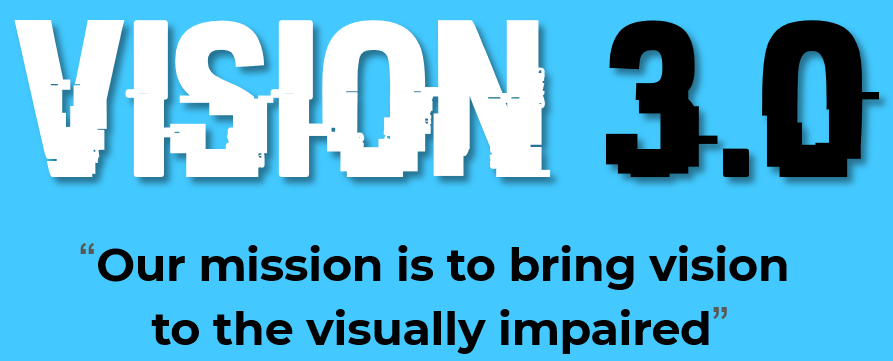 VISION 3.0
“Our mission is to bring vision
to the visually impaired”